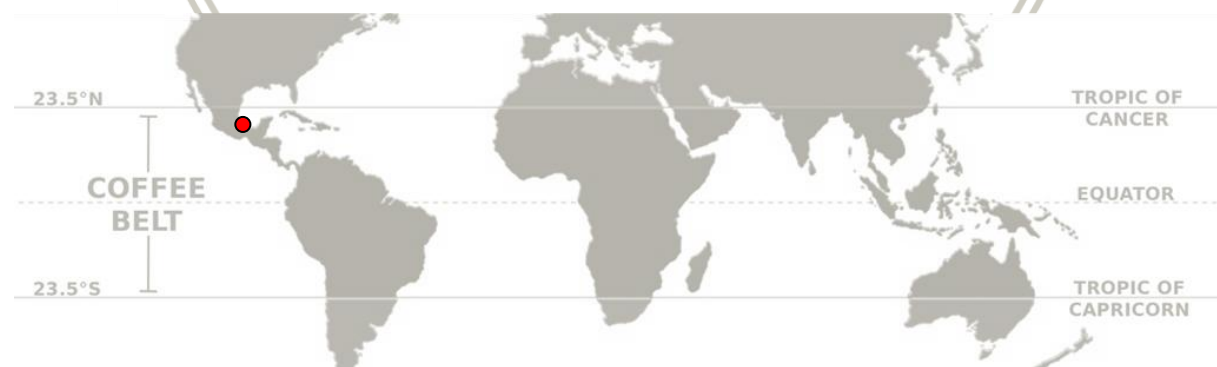 23.5°N
TROPIC OF
CANCER
COFFEE
BELT
EQUATOR
23.5°S
TROPIC OF
CAPRICORN